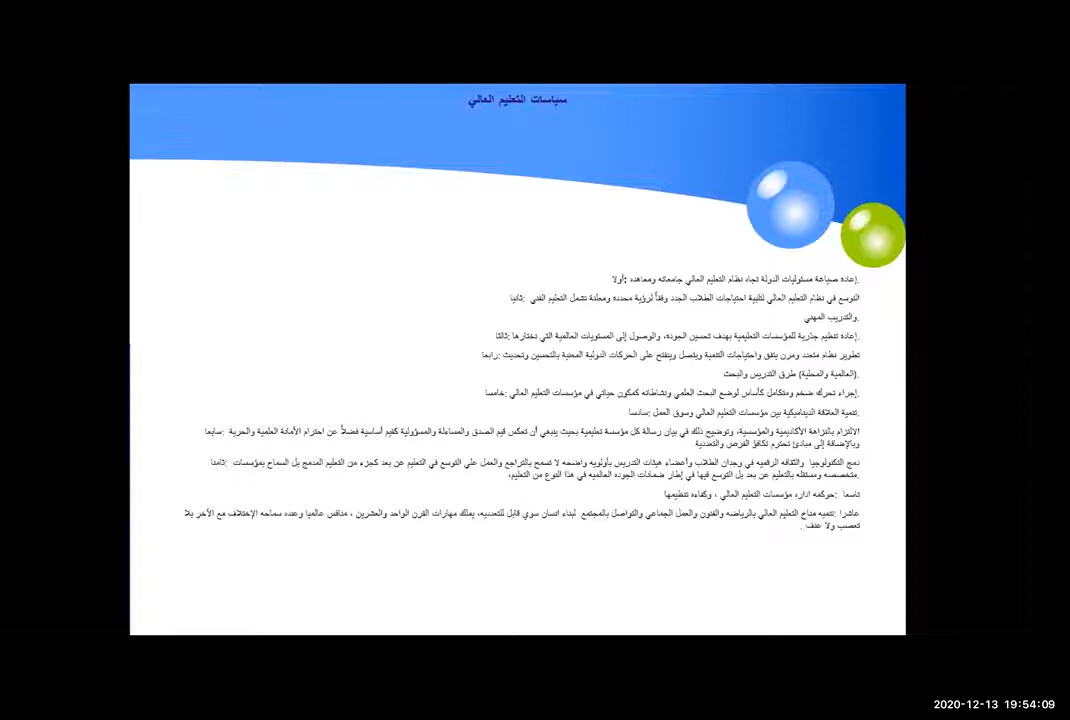 سياسات التعليم العالي
.إعاده صياغة مسئوليات الدولة تجاه نظام التعليم العالي جامعاته ومعاهده :أولا
التوسع في نظام التعليم العالي لتلبية احتياجات الطلاب الجدد وفقاً لرؤية محدده ومعلنة تشمل التعليم الفني :ثانيا
.والتدريب المهني
.إعاده تنظيم جذرية للمؤسسات التعليمية بهدف تحسين الجوده، والوصول إلى المستويات العالمية التي نختارها :ثالثا
تطوير نظام متعدد ومرن يتفق واحتياجات التنمية ويتصل وينفتح على الحركات الدولية المعنية بالتحسين وتحديث :رابعا
.(العالمية والمحلية) طرق التدريس والبحث
.إجراء تحرك ضخم ومتكامل كأساس لوضع البحث العلمي ونشاطاته كمكون حياتي في مؤسسات التعليم العالي :خامسا
.تنمية العلاقة الديناميكية بين مؤسسات التعليم العالي وسوق العمل :سادسا
الالتزام بالنزاهة الأكاديمية والمؤسسية، وتوضيح ذلك في بيان رسالة كل مؤسسة تعليمية بحيث ينبغي أن تعكس قيم الصدق والمساءلة والمسؤولية كقيم أساسية فضلاً عن احترام الأمانة العلمية والحرية :سابعا
وبالإضافة إلى مبادئ تحترم تكافؤ الفرص والتعددية
دمج التكنولوجيا والثقافه الرقميه في وجدان الطلاب وأعضاء هيئات التدريس بأولويه واضحه لا تسمح بالتراجع والعمل علي التوسع في التعليم عن بعد كجزء من التعليم المدمج بل السماح بمؤسسات :ثامنا
.متخصصه ومستقله بالتعليم عن بعد بل التوسع فيها في إطار ضمانات الجوده العالميه في هذا النوع من التعليم،
تاسعا :حوكمه اداره مؤسسات التعليم العالي ، وكفاءه تنظيمها
عاشرا :تنميه مناخ التعليم العالي بالرياضه والفنون والعمل الجماعي والتواصل بالمجتمع لبناء انسان سوي قابل للتعدديه، يملك مهارات القرن الواحد والعشرين ، منافس عالميا وعنده سماحه الإختلاف مع الآخر بلا
تعصب ولا عنف .
2020-12-13 19:54:09